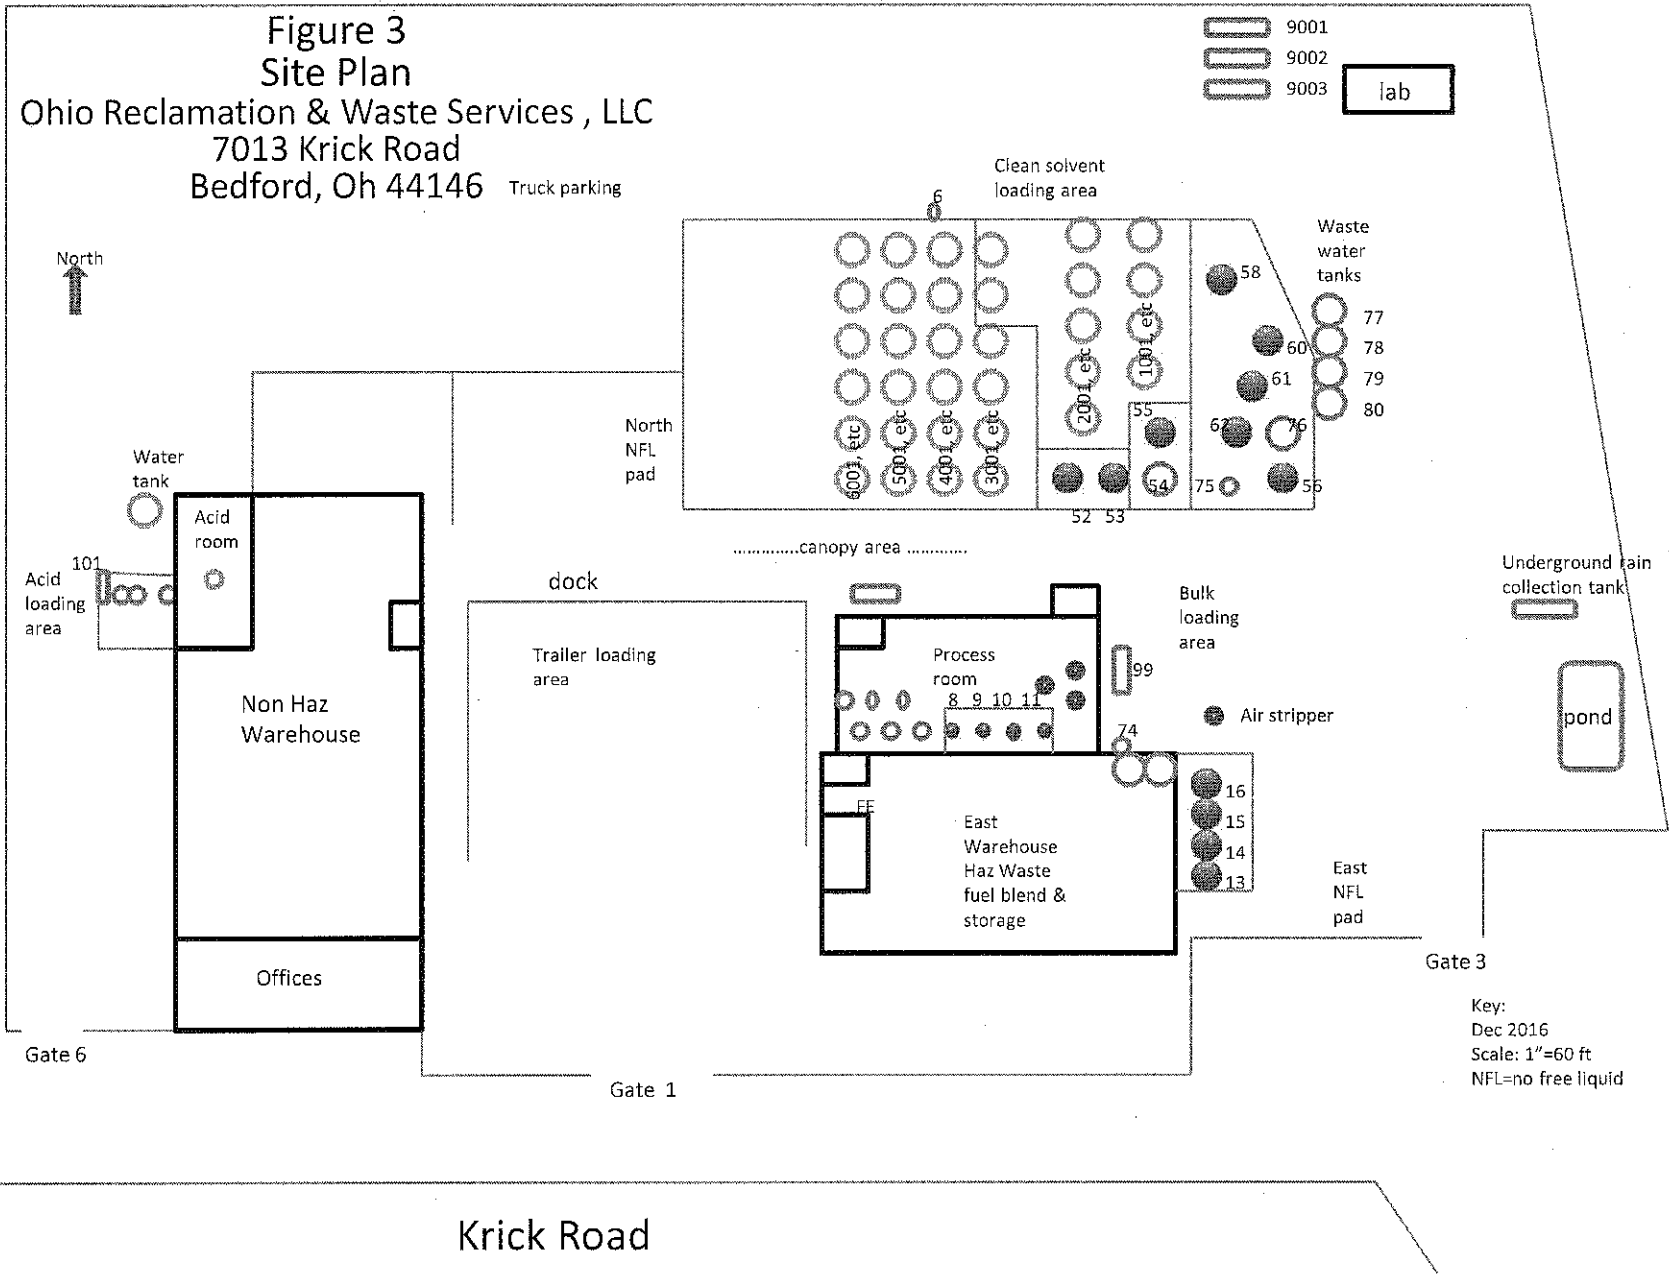 Figure 3
Site Plan
Ohio Reclamation & Waste Services , LLC
7013 Krick Road
Bedford, Oh 44146
Truck parking
9001
9002
9003
lab
Clean solvent
loading area
6
North
Waste
water
tanks
58
77
60
78
61
79
80
6001, etc
5001, etc
4001, etc
3001, etc
2001, etc
1001, etc
55
62
76
54
75
56
52
53
North
NFL
pad
Water
tank
Acid
room
101
Acid
loading
area
.............canopy area ............
dock
Trailer loading
area
Process
room
8
9
10
11
Bulk
loading
area
99
74
Air stripper
Underground rain
collection tank
pond
Non Haz
Warehouse
FE
East
Warehouse
Haz Waste
fuel blend &
storage
16
15
14
13
East
NFL
pad
Offices
Gate 3
Gate 6
Gate 1
Key:
Dec 2016
Scale: 1"=60 ft
NFL=no free liquid
Krick Road